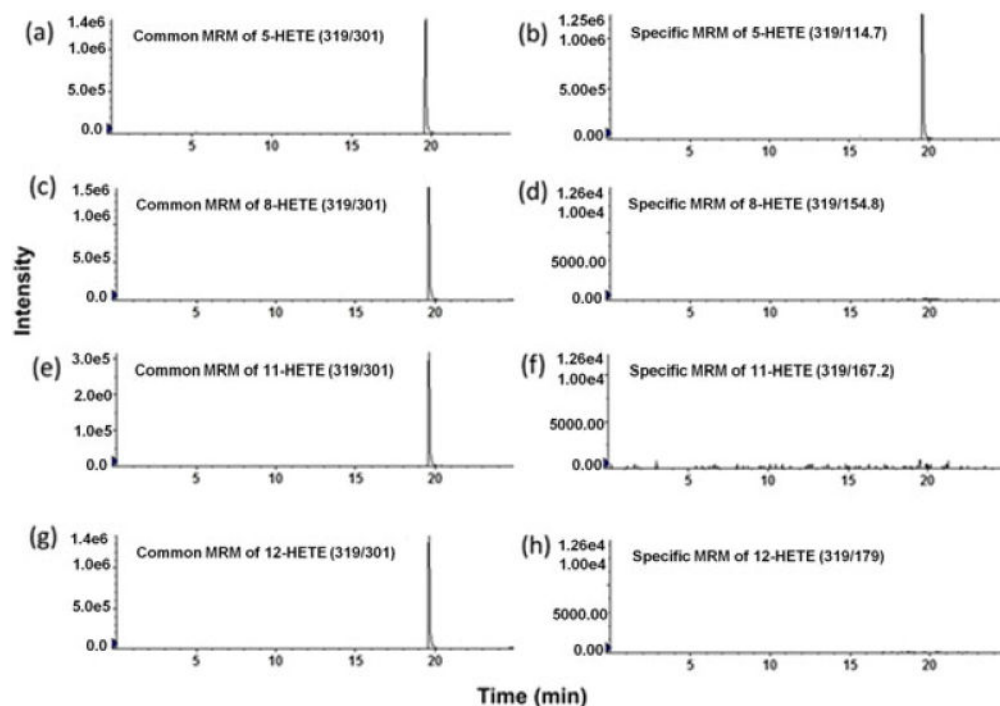 (a)
1.4e6
Common MRM of 5-HETE (319/301)
1.0e6
5.0e5
0.0
5 10 15 20
(b)
1.25e6
Specific MRM of 5-HETE (319/114.7)
1.00e6
5.00e5
0.00
5 10 15 20
(c)
1.5e6
Common MRM of 8-HETE (319/301)
1.0e6
5.0e5
0.0
5 10 15 20
(d)
1.26e4
Specific MRM of 8-HETE (319/154.8)
1.00e4
5000.00
0.00
5 10 15 20
Intensity
(e)
3.0e5
Common MRM of 11-HETE (319/301)
2.0e0
1.0e5
0.0
5 10 15 20
(f)
1.26e4
Specific MRM of 11-HETE (319/167.2)
1.00e4
5000.00
0.00
5 10 15 20
(g)
1.4e6
Common MRM of 12-HETE (319/301)
1.0e6
5.0e5
0.0
5 10 15 20
(h)
1.26e4
Specific MRM of 12-HETE (319/179)
1.00e4
5000.00
0.00
5 10 15 20
Time (min)